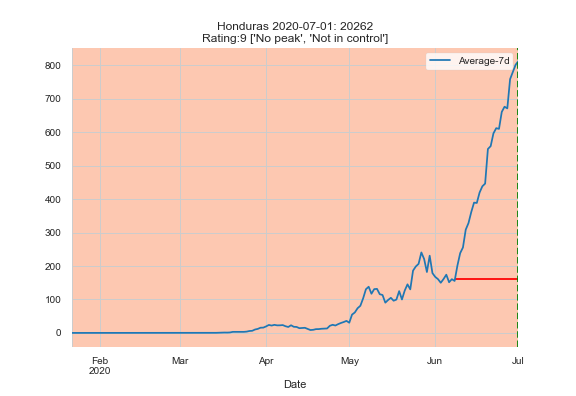 Honduras 2020-07-01: 20262
Rating:9 ['No peak', 'Not in control']
Average-7d
800
700
600
500
400
300
200
100
0
Feb
2020
Mar
Apr
May
Jun
Jul
Date